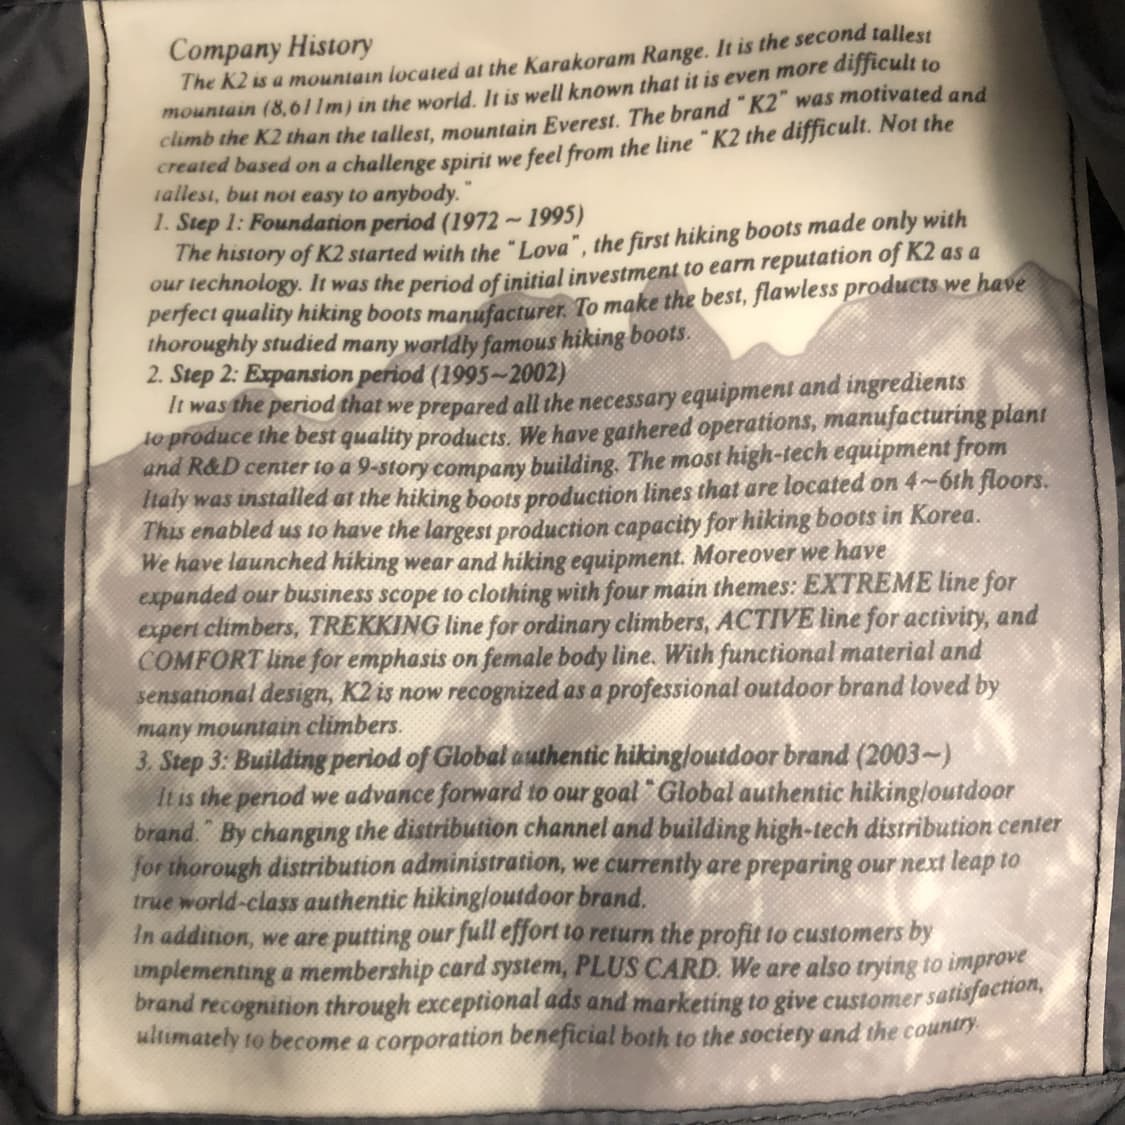 Company History
The K2 is a mountain located at the Karakoram Range. It is the second tallest
mountain (8,611m) in the world. It is well known that it is even more difficult to
climb the K2 than the tallest, mountain Everest. The brand "K2" was motivated and
created based on a challenge spirit we feel from the line "K2 the difficult. Not the
tallest, but not easy to anybody."
1. Step 1: Foundation period (1972 ~ 1995)
The history of K2 started with the "Lova", the first hiking boots made only with
our technology. It was the period of initial investment to earn reputation of K2 as a
perfect quality hiking boots manufacturer. To make the best, flawless products we have
thoroughly studied many worldly famous hiking boots.
2. Step 2: Expansion period (1995~2002)
It was the period that we prepared all the necessary equipment and ingredients
to produce the best quality products. We have gathered operations, manufacturing plant
and R&D center to a 9-story company building. The most high-tech equipment from
Italy was installed at the hiking boots production lines that are located on 4~6th floors.
This enabled us to have the largest production capacity for hiking boots in Korea.
We have launched hiking wear and hiking equipment. Moreover we have
expanded our business scope to clothing with four main themes: EXTREME line for
expert climbers, TREKKING line for ordinary climbers, ACTIVE line for activity, and
COMFORT line for emphasis on female body line. With functional material and
sensational design, K2 is now recognized as a professional outdoor brand loved by
many mountain climbers.
3. Step 3: Building period of Global authentic hiking/outdoor brand (2003~)
It is the period we advance forward to our goal "Global authentic hiking/outdoor
brand." By changing the distribution channel and building high-tech distribution center
for thorough distribution administration, we currently are preparing our next leap to
true world-class authentic hiking/outdoor brand.
In addition, we are putting our full effort to return the profit to customers by
implementing a membership card system, PLUS CARD. We are also trying to improve
brand recognition through exceptional ads and marketing to give customer satisfaction,
ultimately to become a corporation beneficial both to the society and the country.